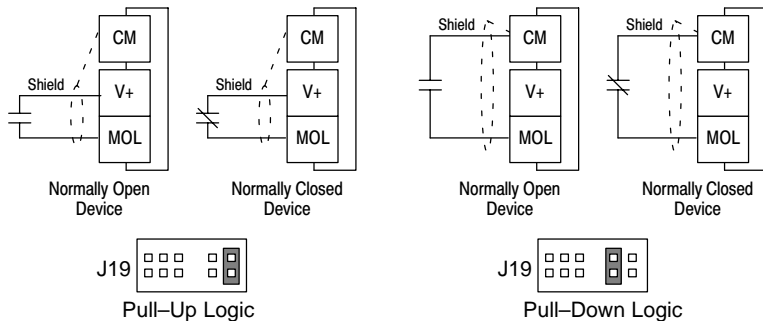 CM
Shield
V+
MOL
Normally Open
Device
CM
Shield
V+
MOL
Normally Closed
Device
Shield
CM
V+
MOL
Normally Open
Device
Shield
CM
V+
MOL
Normally Closed
Device
J19
Pull–Up Logic
J19
Pull–Down Logic